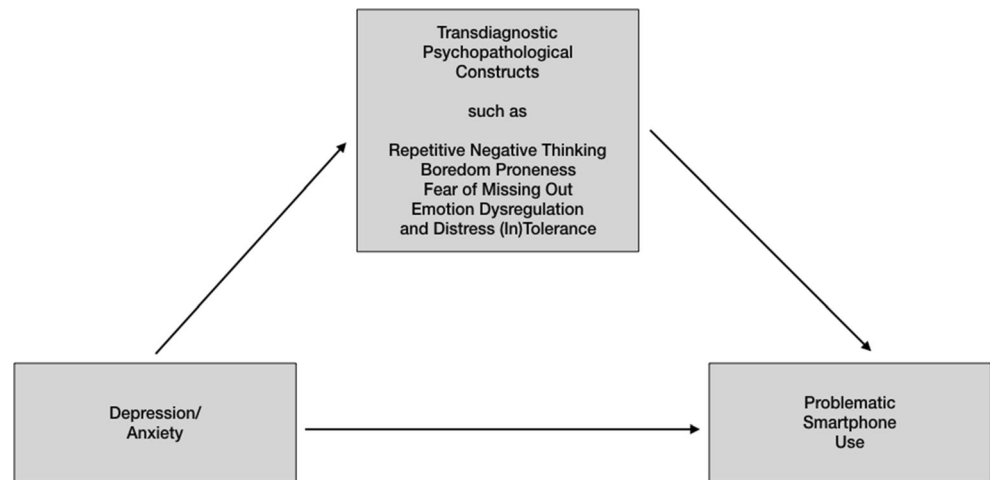 Transdiagnostic
Psychopathological
Constructs
such as
Repetitive Negative Thinking
Boredom Proneness
Fear of Missing Out
Emotion Dysregulation
and Distress (In)Tolerance
Depression/
Anxiety
Problematic
Smartphone
Use